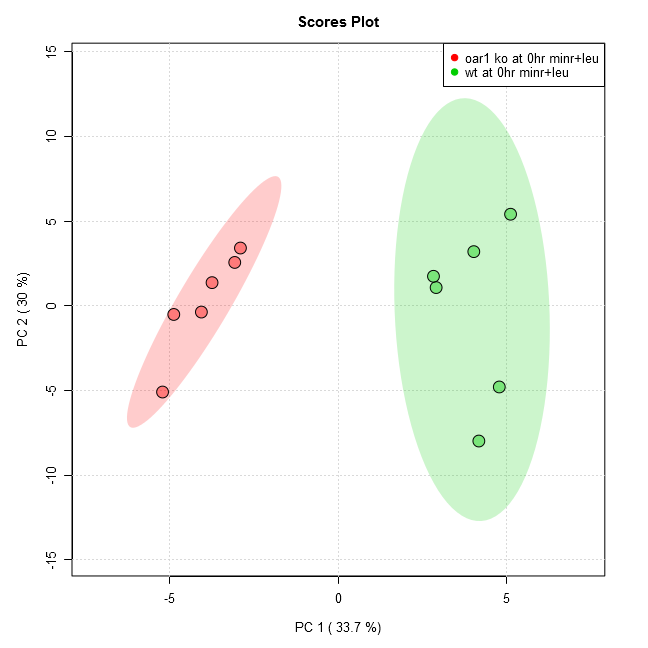 Scores Plot
oar1 ko at 0hr minr+leu
wt at 0hr minr+leu
15
10
5
0
-5
-10
-15
PC 2 ( 30 %)
-5
0
5
PC 1 ( 33.7 %)